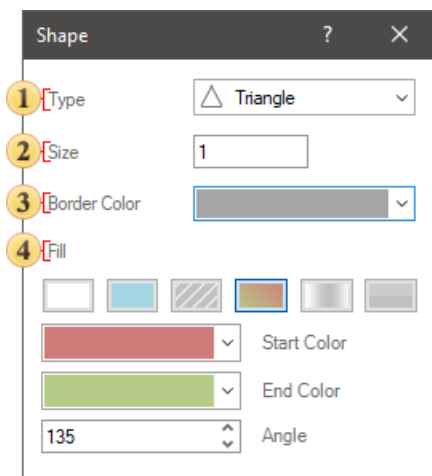 Shape ? ×
1 Type Triangle
2 Size 1
3 Border Color
4 Fill
Start Color
End Color
135 Angle